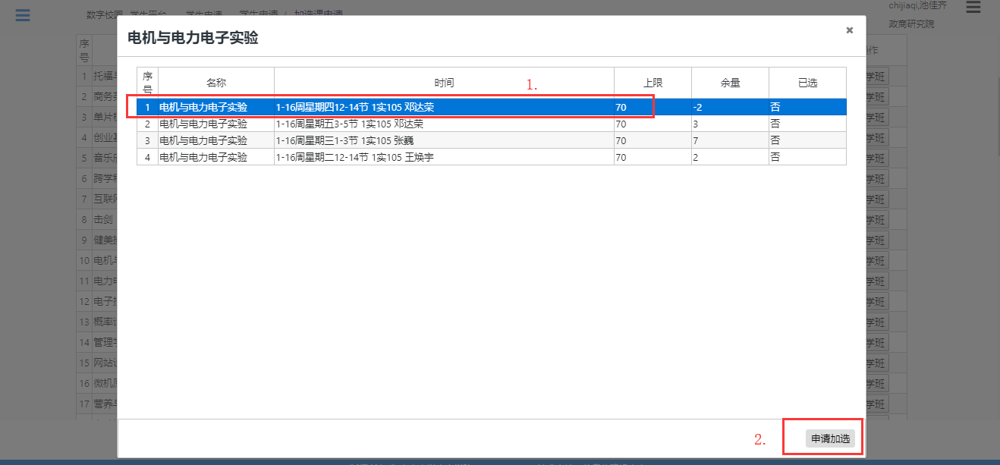 数字校园 学生平台 学生申请 学生申请 / 加选课申请
chijiaqi,池佳齐
政商研究院
电机与电力电子实验 ×
序号 名称 时间 上限 余量 已选
1.
1 电机与电力电子实验 1-16周星期四12-14节 1实105 邓达荣 70 -2 否
2 电机与电力电子实验 1-16周星期五3-5节 1实105 邓达荣 70 3 否
3 电机与电力电子实验 1-16周星期三1-3节 1实105 张巍 70 7 否
4 电机与电力电子实验 1-16周星期二12-14节 1实105 王焕宇 70 2 否
序号
1 托福 学班
2 商务 学班
3 单片 学班
4 创业 学班
5 音乐 学班
6 跨学 学班
7 互联 学班
8 击剑 学班
9 健美 学班
10 电机 学班
11 电力 学班
12 电子 学班
13 概率 学班
14 管理 学班
15 网站 学班
16 微机 学班
17 营养 学班
2.
申请加选